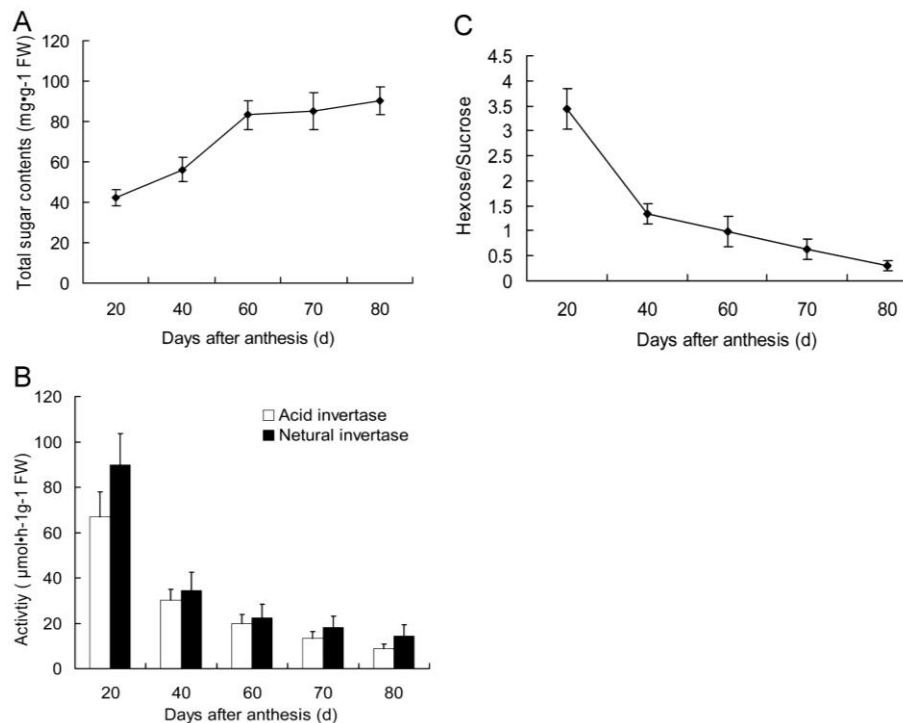 A
Total sugar contents (mg•g-1 FW)
120
100
80
60
40
20
0
20 40 60 70 80
Days after anthesis (d)
C
Hexose/Sucrose
4.5
4
3.5
3
2.5
2
1.5
1
0.5
0
20 40 60 70 80
Days after anthesis (d)
B
Activtiy ( μmol•h-1g-1 FW)
120
100
80
60
40
20
0
Acid invertase
Netural invertase
20 40 60 70 80
Days after anthesis (d)